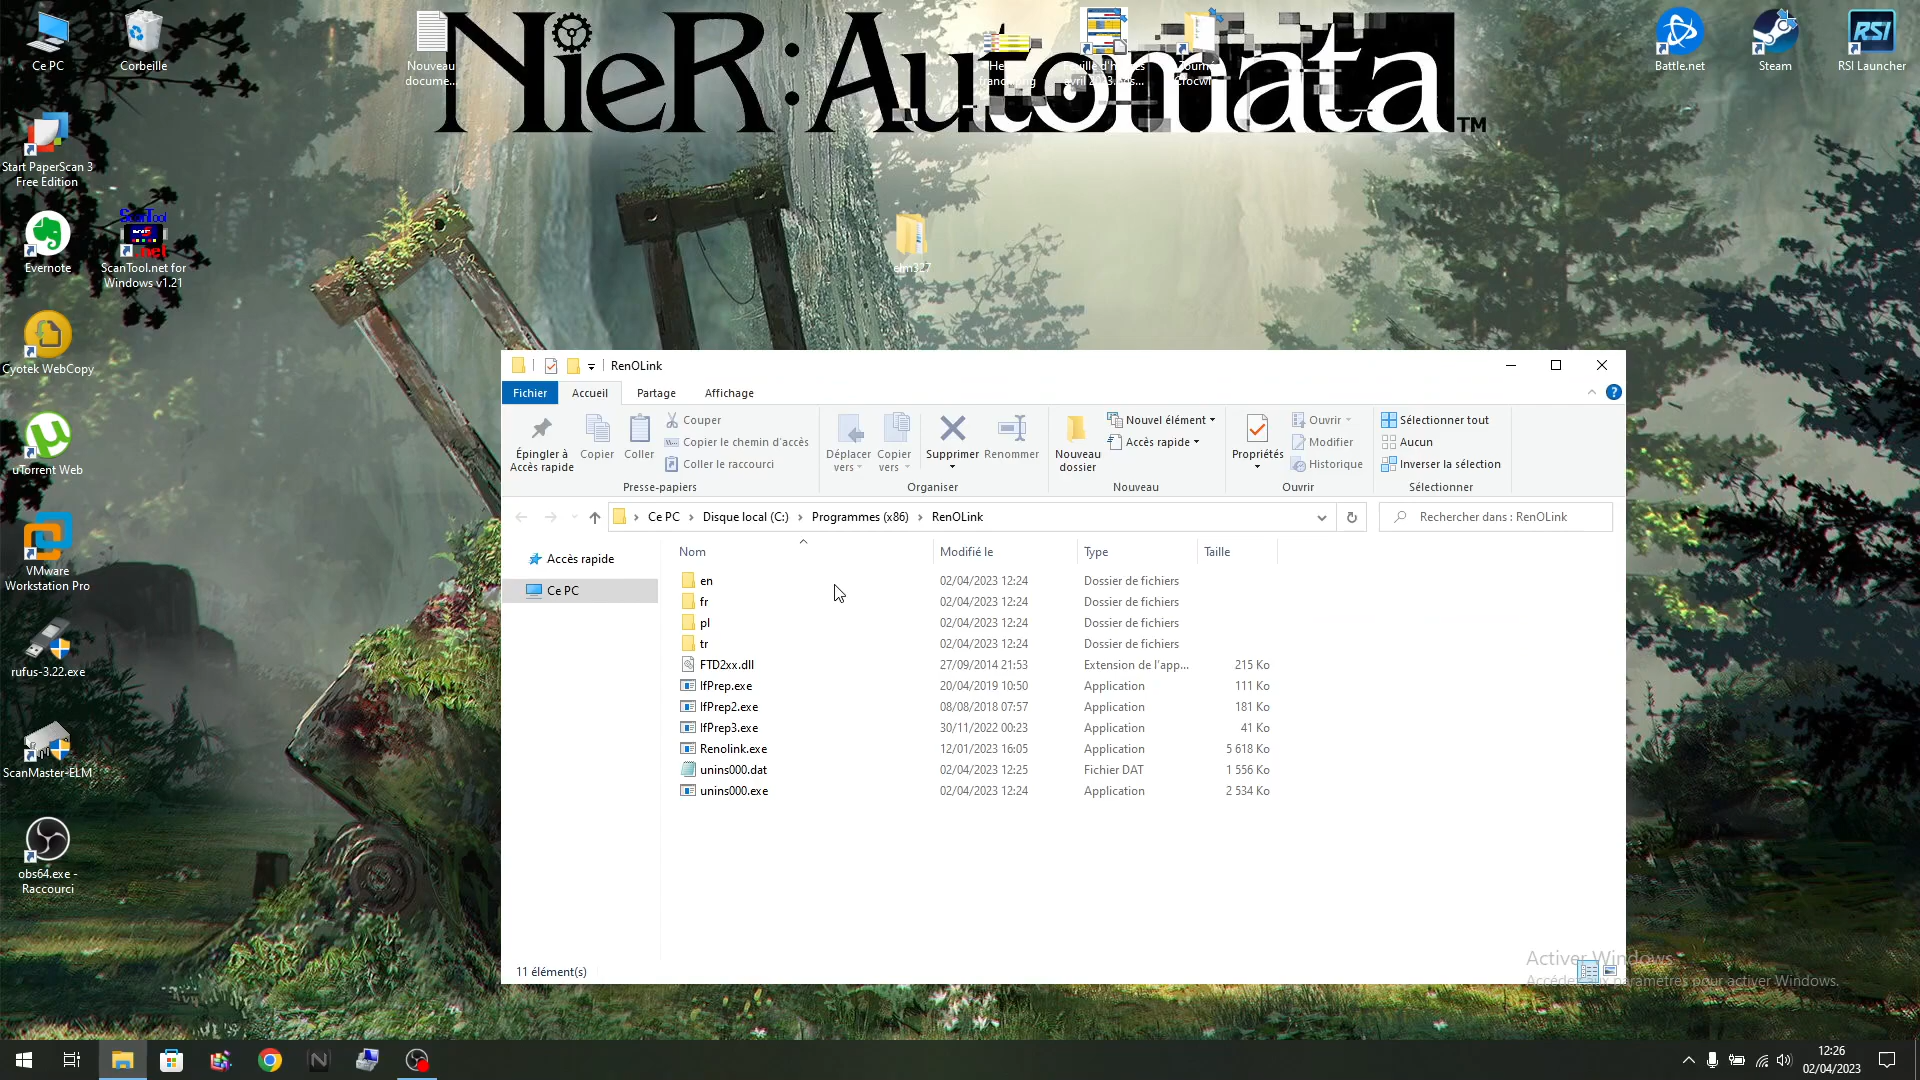 NieR:Automata™
Ce PC
Corbeille
Nouveau
docume...
Battle.net
Steam
RSI
RSI Launcher
Start PaperScan 3
Free Edition
Evernote
ScanTool
.net
ScanTool.net for
Windows v1.21
elm327
Cyotek WebCopy
uTorrent Web
VMware
Workstation Pro
rufus-3.22.exe
ScanMaster-ELM
obs64.exe -
Raccourci
RenOLink
Fichier
Accueil
Partage
Affichage
Épingler à
Accès rapide
Copier
Coller
Couper
Copier le chemin d'accès
Coller le raccourci
Presse-papiers
Déplacer
vers
Copier
vers
Supprimer
Renommer
Organiser
Nouveau
dossier
Nouvel élément
Accès rapide
Nouveau
Propriétés
Ouvrir
Modifier
Historique
Ouvrir
Sélectionner tout
Aucun
Inverser la sélection
Sélectionner
Ce PC > Disque local (C:) > Programmes (x86) > RenOLink
Rechercher dans : RenOLink
Accès rapide
Ce PC
Nom Modifié le Type Taille
en 02/04/2023 12:24 Dossier de fichiers
fr 02/04/2023 12:24 Dossier de fichiers
pl 02/04/2023 12:24 Dossier de fichiers
tr 02/04/2023 12:24 Dossier de fichiers
FTD2xx.dll 27/09/2014 21:53 Extension de l'app... 215 Ko
IfPrep.exe 20/04/2019 10:50 Application 111 Ko
IfPrep2.exe 08/08/2018 07:57 Application 181 Ko
IfPrep3.exe 30/11/2022 00:23 Application 41 Ko
Renolink.exe 12/01/2023 16:05 Application 5 618 Ko
unins000.dat 02/04/2023 12:25 Fichier DAT 1 556 Ko
unins000.exe 02/04/2023 12:24 Application 2 534 Ko
11 élément(s)
Activer Windows
paramètres pour activer Windows.
12:26
02/04/2023